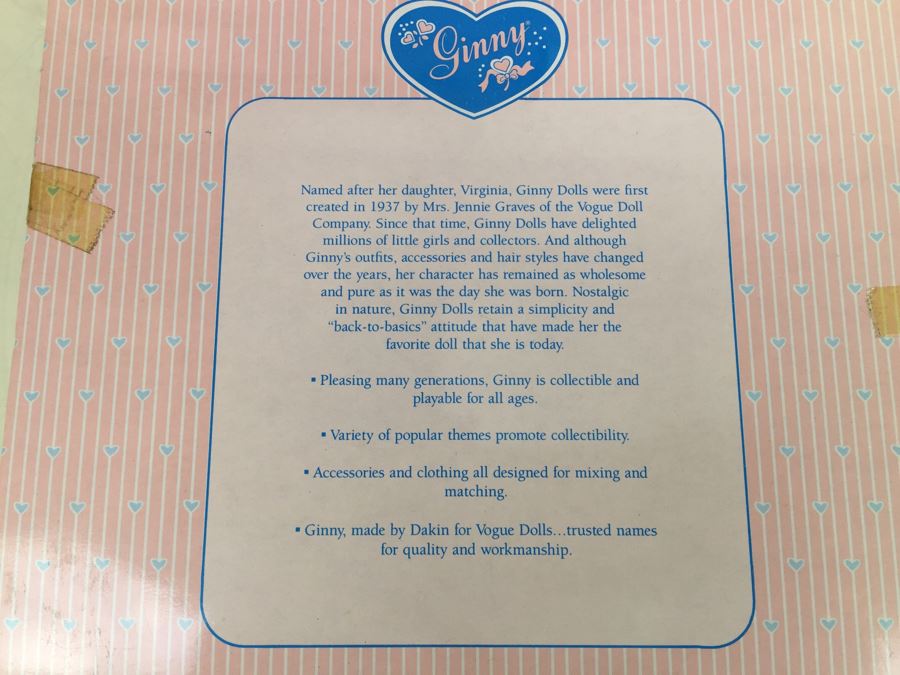 Ginny®
Named after her daughter, Virginia, Ginny Dolls were first
created in 1937 by Mrs. Jennie Graves of the Vogue Doll
Company. Since that time, Ginny Dolls have delighted
millions of little girls and collectors. And although
Ginny's outfits, accessories and hair styles have changed
over the years, her character has remained as wholesome
and pure as it was the day she was born. Nostalgic
in nature, Ginny Dolls retain a simplicity and
“back-to-basics” attitude that have made her the
favorite doll that she is today.
▪ Pleasing many generations, Ginny is collectible and
playable for all ages.
▪ Variety of popular themes promote collectibility.
▪ Accessories and clothing all designed for mixing and
matching.
▪ Ginny, made by Dakin for Vogue Dolls...trusted names
for quality and workmanship.